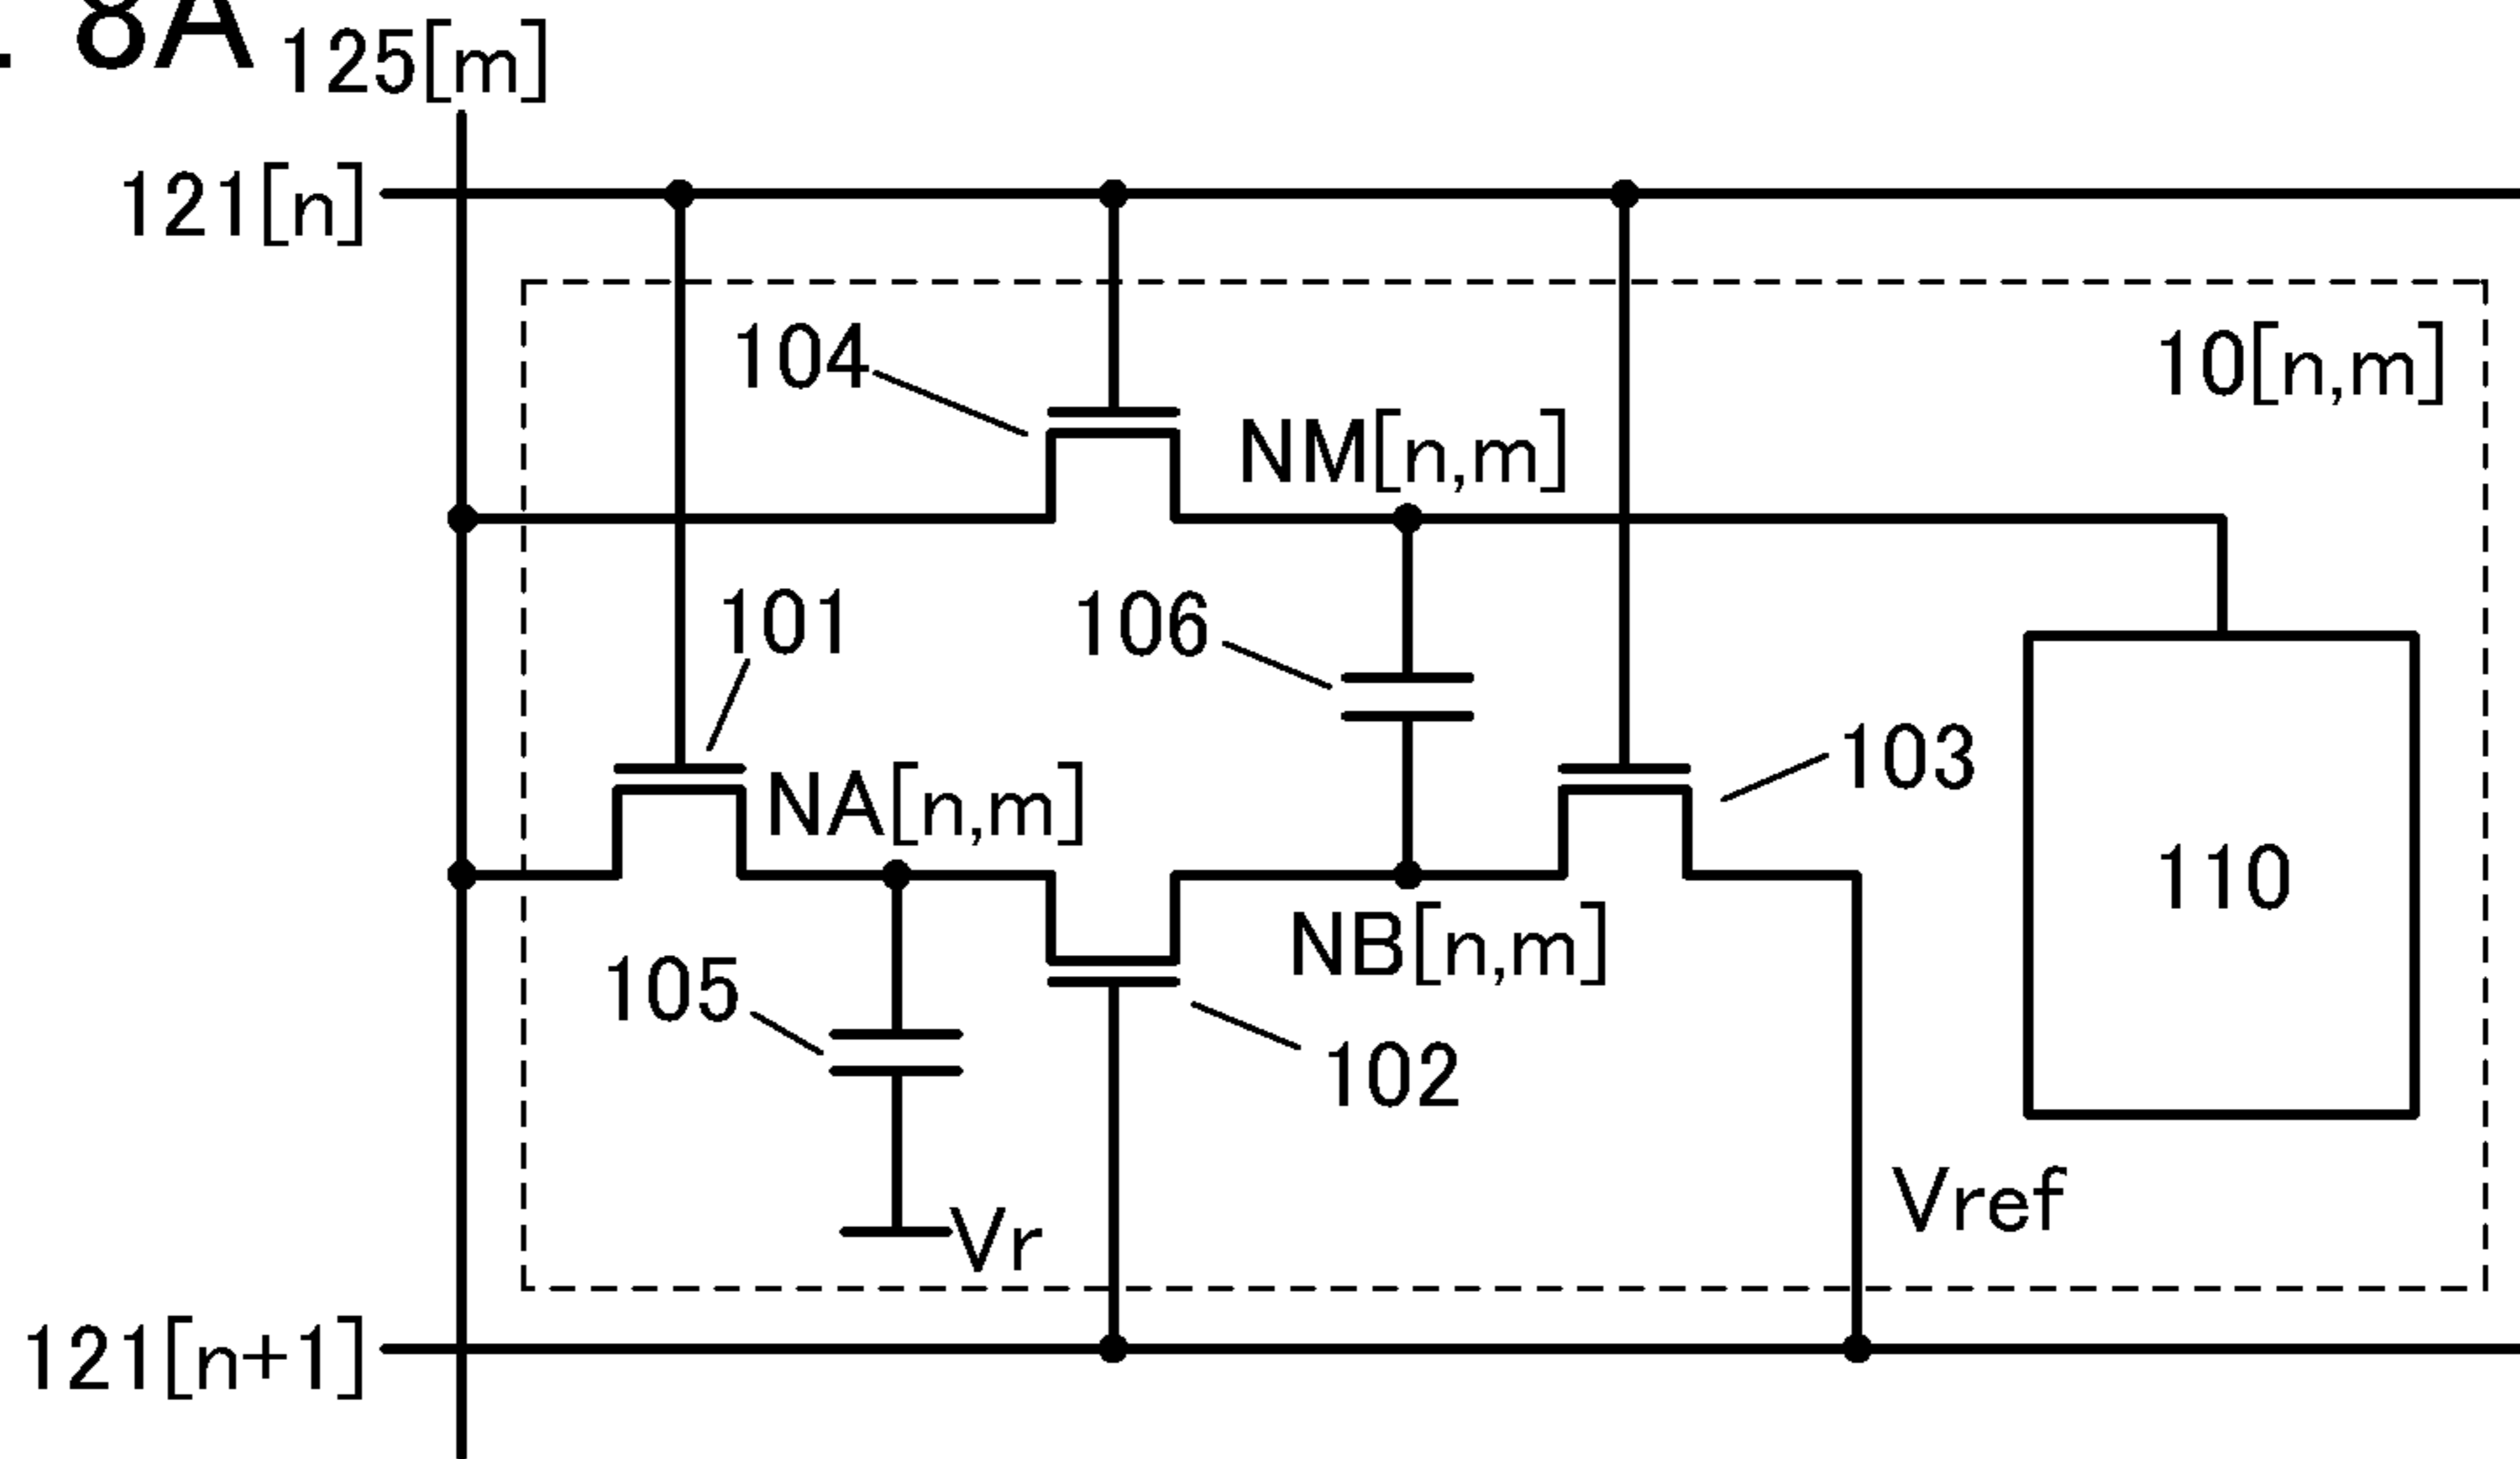 . 8A
125[m]
121[n]
104
10[n,m]
NM[n,m]
101
106
103
NA[n,m]
110
105
NB[n,m]
102
Vref
Vr
121[n+1]